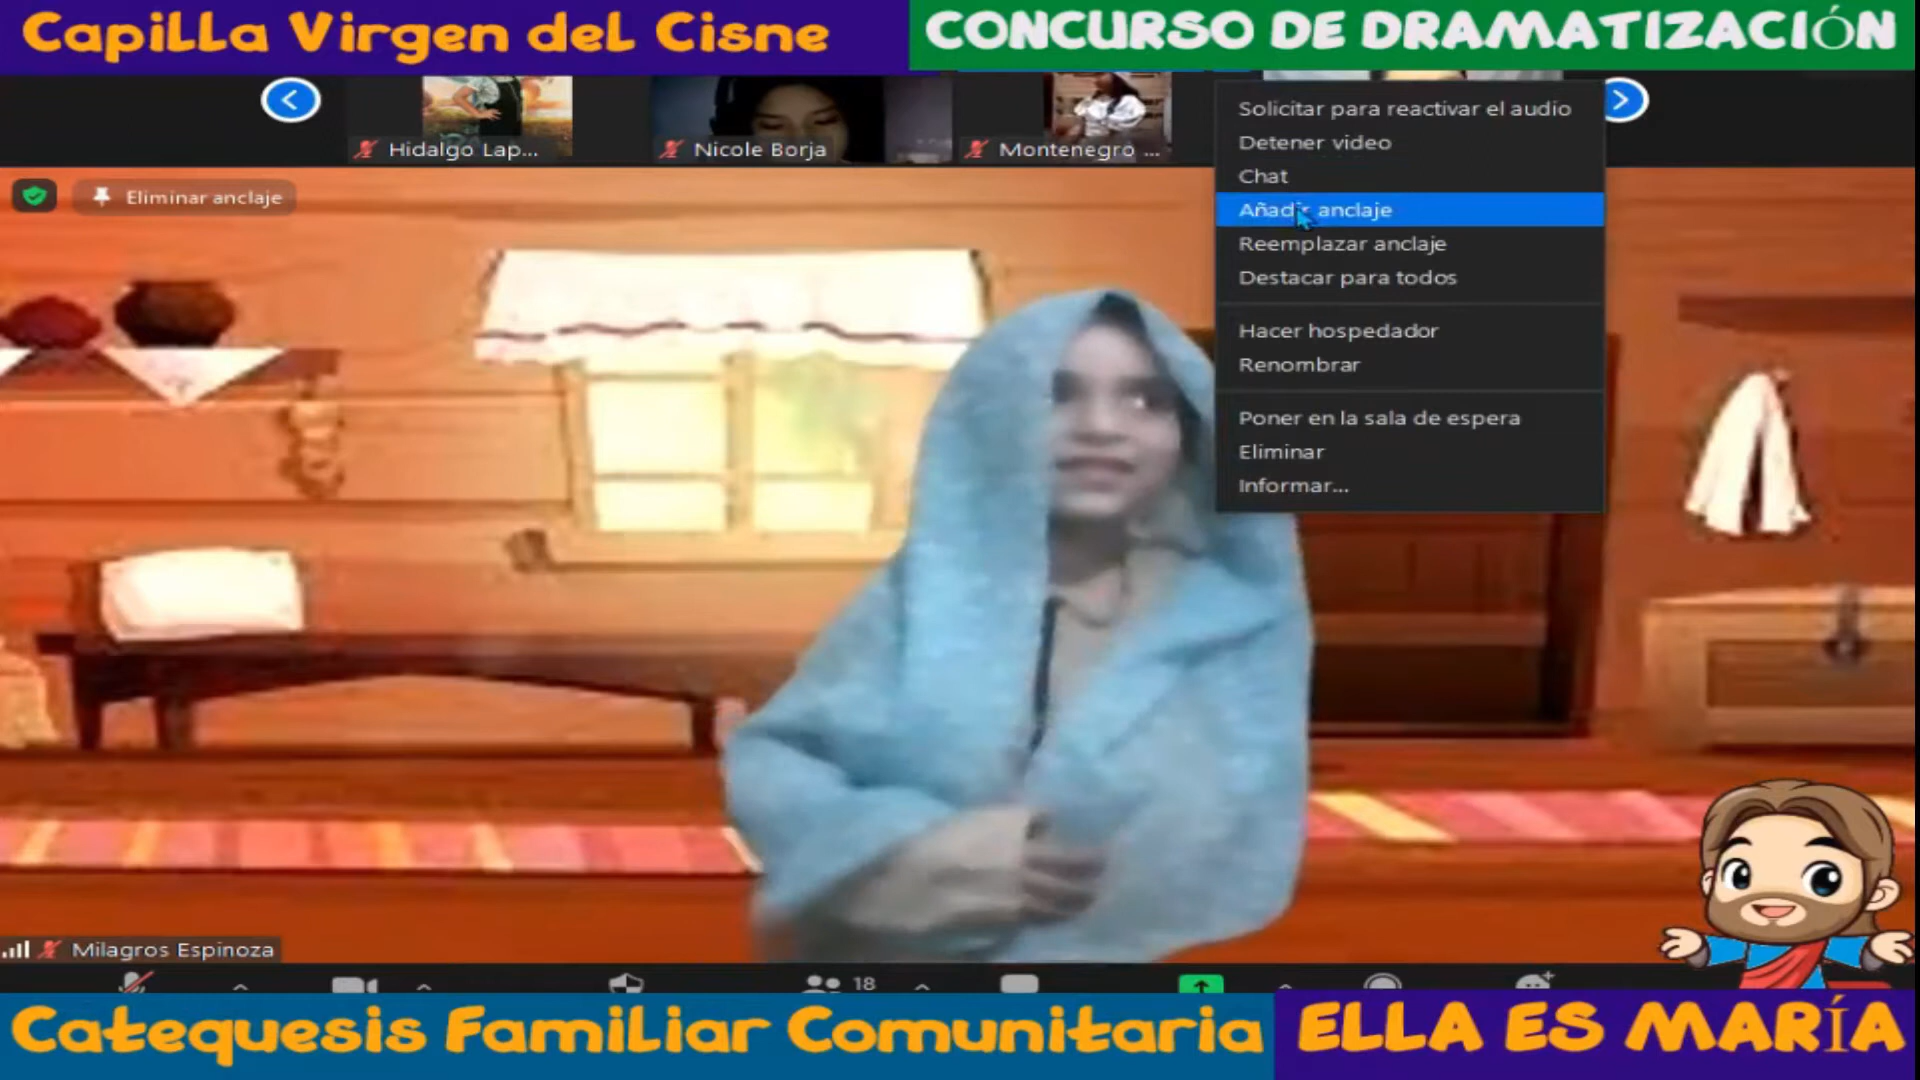 Capilla Virgen del Cisne
CONCURSO DE DRAMATIZACIÓN
Hidalgo Lap...
Nicole Borja
Montenegro ...
Solicitar para reactivar el audio
Detener video
Chat
Añadir anclaje
Reemplazar anclaje
Destacar para todos
Hacer hospedador
Renombrar
Poner en la sala de espera
Eliminar
Informar...
Eliminar anclaje
Milagros Espinoza
18
Catequesis Familiar Comunitaria
ELLA ES MARÍA